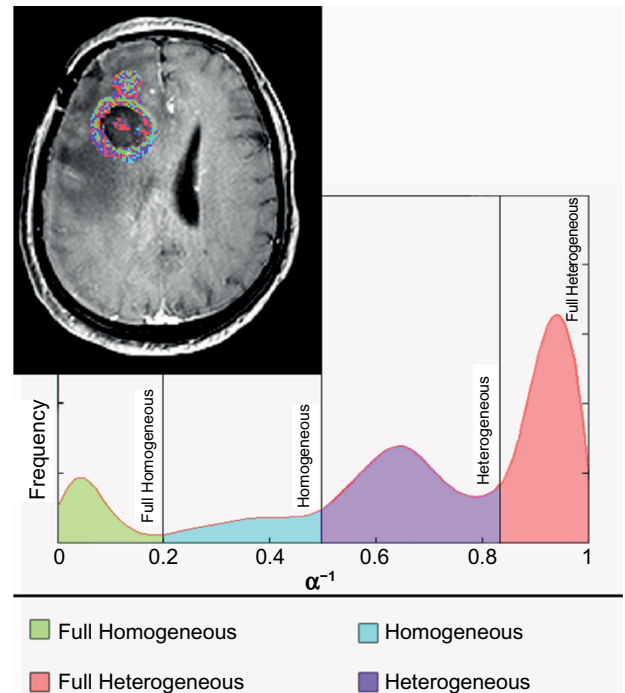 Full Heterogeneous
Frequency
Full Homogeneous
Homogeneous
Heterogeneous
0
0.2
0.4
0.6
0.8
1
α⁻¹
Full Homogeneous
Homogeneous
Full Heterogeneous
Heterogeneous